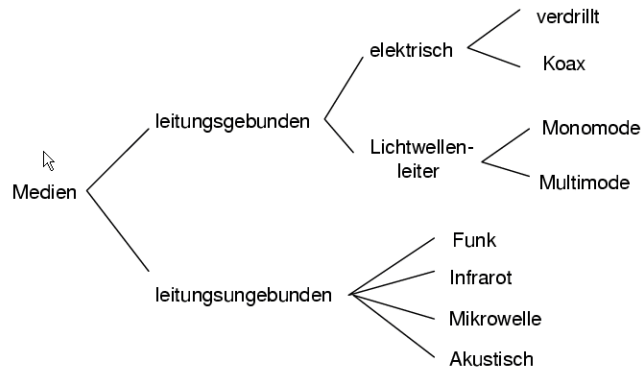 verdrillt
elektrisch
Koax
leitungsgebunden
Monomode
Lichtwellen-
leiter
Multimode
Medien
Funk
Infrarot
leitungsungebunden
Mikrowelle
Akustisch